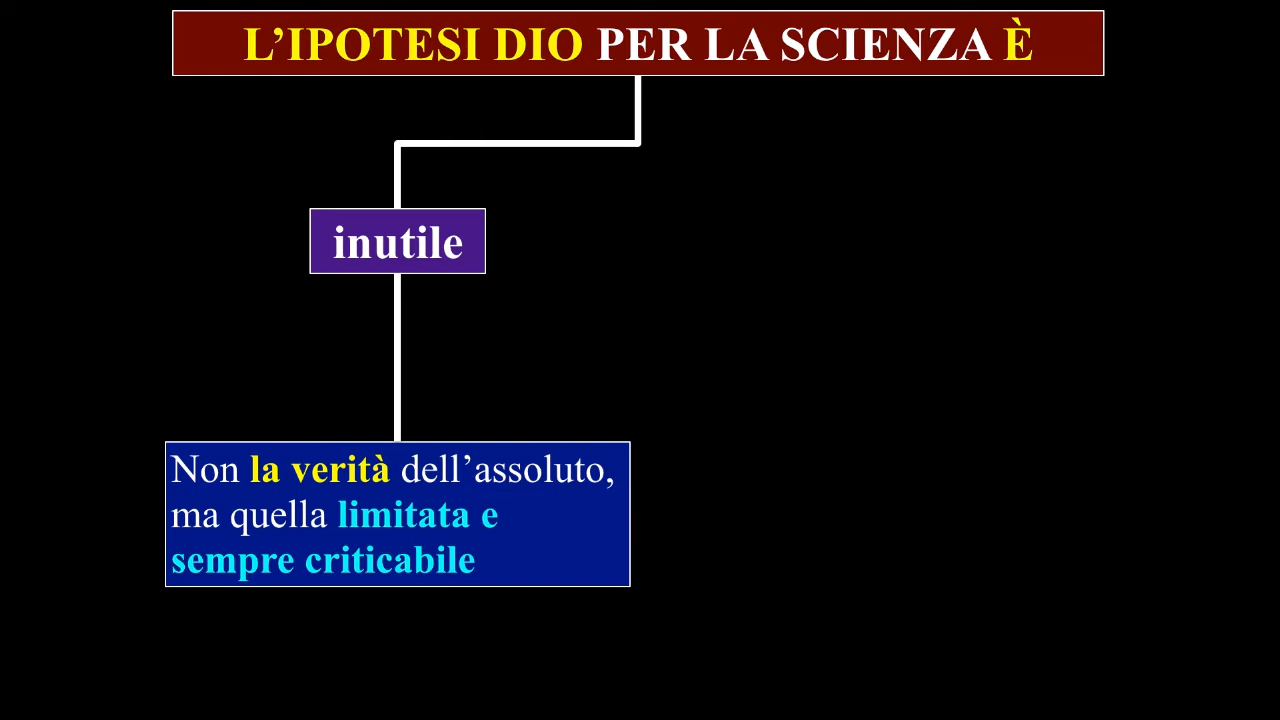 L’IPOTESI DIO PER LA SCIENZA È
inutile
Non la verità dell’assoluto,
ma quella limitata e
sempre criticabile